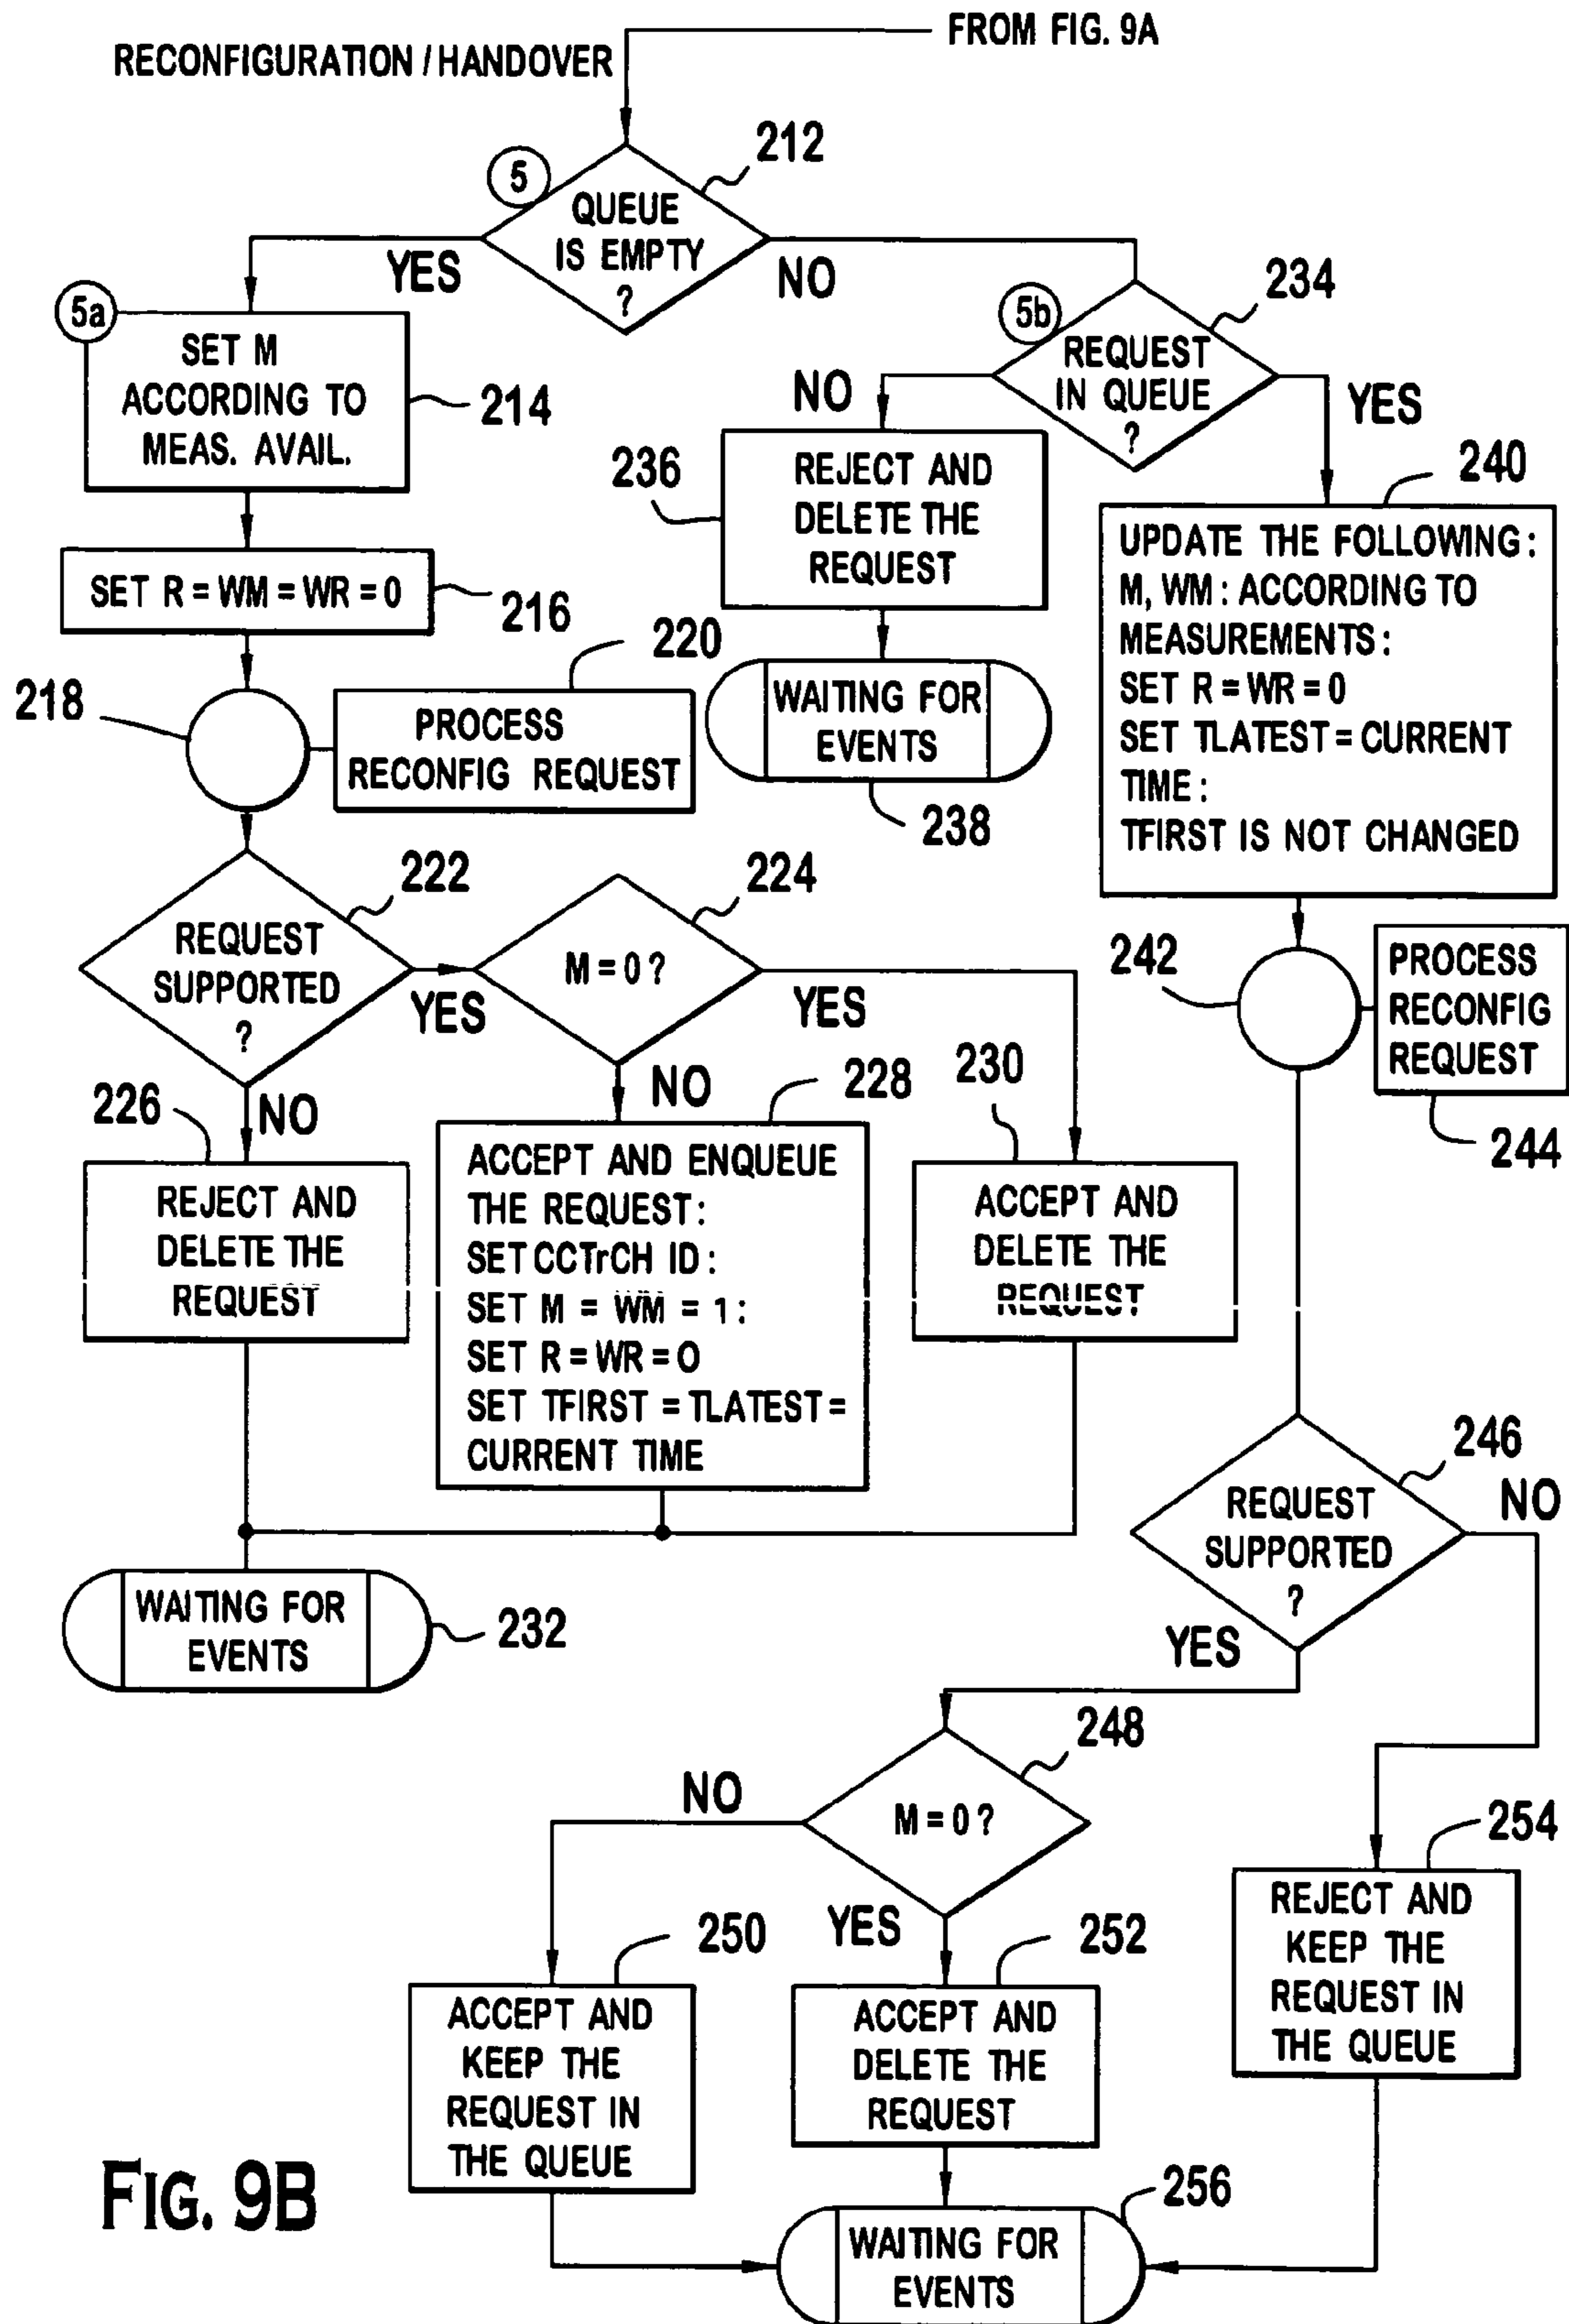 FROM FIG. 9A
RECONFIGURATION / HANDOVER
212
5
QUEUE
IS EMPTY
?
YES
NO
234
5a
5b
SET M
ACCORDING TO
MEAS. AVAIL.
214
REQUEST
IN QUEUE
?
NO
YES
236
REJECT AND
DELETE THE
REQUEST
240
UPDATE THE FOLLOWING :
M, WM : ACCORDING TO
MEASUREMENTS :
SET R = WR = 0
SET TLATEST = CURRENT
TIME :
TFIRST IS NOT CHANGED
SET R = WM = WR = 0
216
220
218
PROCESS
RECONFIG REQUEST
WAITING FOR
EVENTS
238
222
224
REQUEST
SUPPORTED
?
YES
M = 0 ?
YES
242
PROCESS
RECONFIG
REQUEST
244
226
NO
NO
228
230
REJECT AND
DELETE THE
REQUEST
ACCEPT AND ENQUEUE
THE REQUEST :
SET CCTrCH ID :
SET M = WM = 1 :
SET R = WR = 0
SET TFIRST = TLATEST =
CURRENT TIME
ACCEPT AND
DELETE THE
REQUEST
246
REQUEST
SUPPORTED
?
NO
YES
WAITING FOR
EVENTS
232
248
M = 0 ?
NO
YES
254
REJECT AND
KEEP THE
REQUEST IN
THE QUEUE
250
252
ACCEPT AND
KEEP THE
REQUEST IN
THE QUEUE
ACCEPT AND
DELETE THE
REQUEST
256
WAITING FOR
EVENTS
FIG. 9B